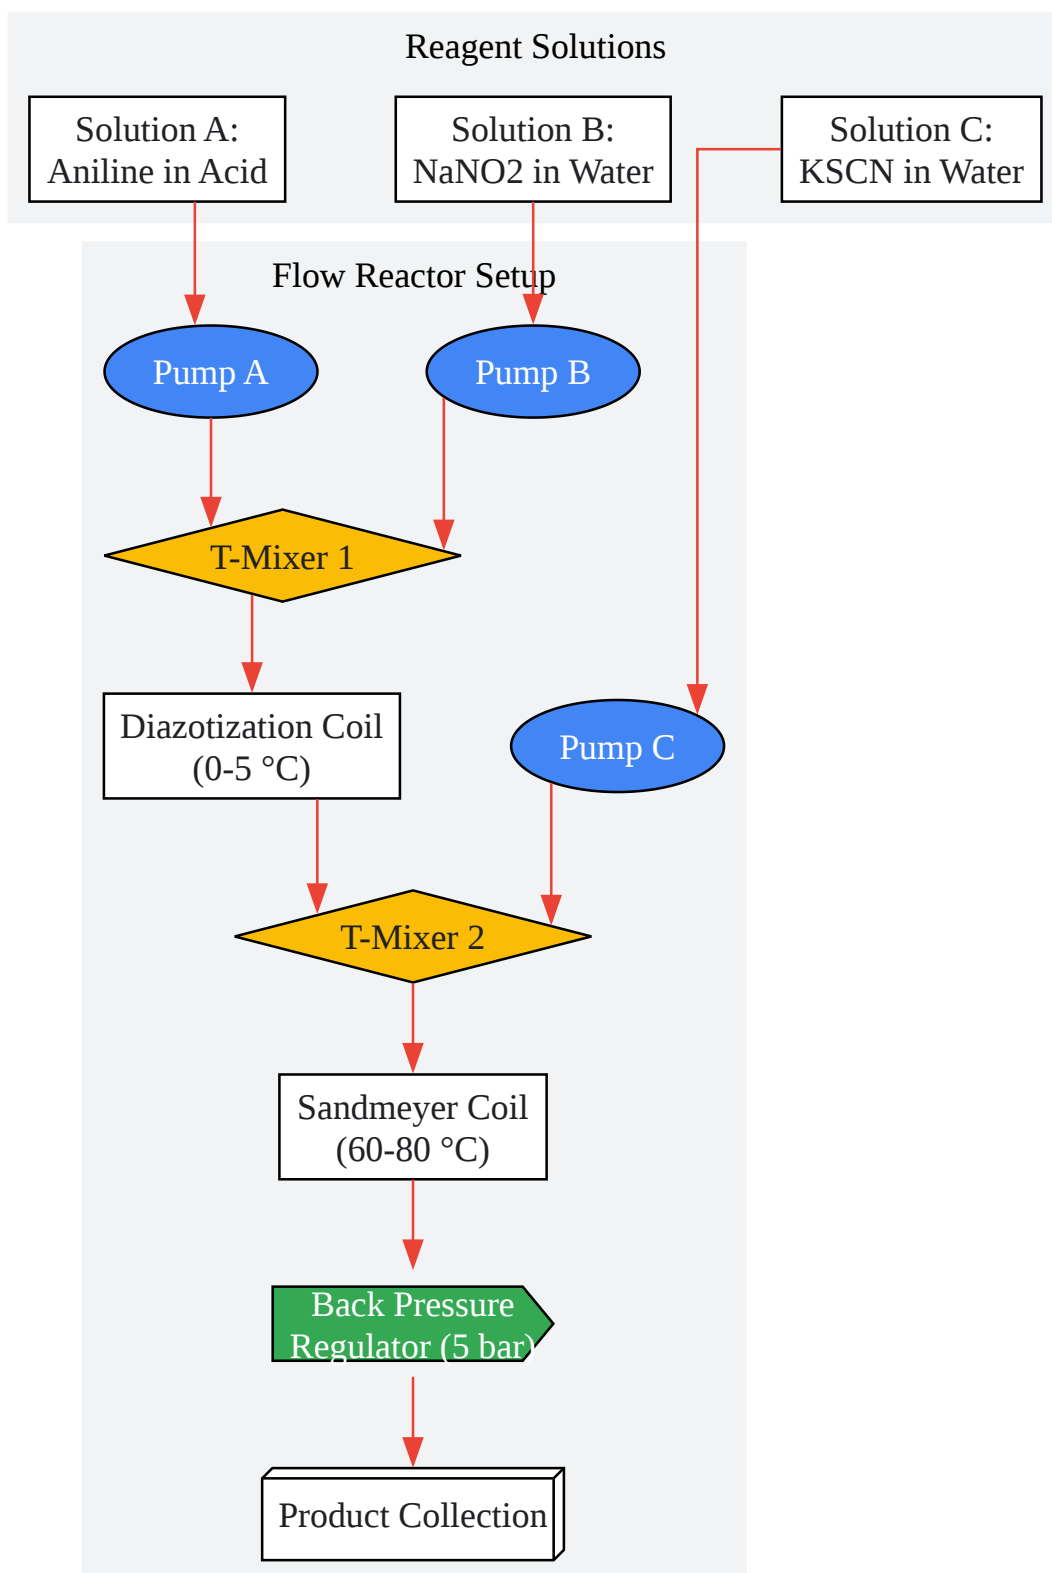 Reagent Solutions
Solution A:
Aniline in Acid
Solution B:
NaNO2 in Water
Solution C:
KSCN in Water
Flow Reactor Setup
Pump A
Pump B
T-Mixer 1
Diazotization Coil
(0-5 °C)
Pump C
T-Mixer 2
Sandmeyer Coil
(60-80 °C)
Back Pressure
Regulator (5 bar)
Product Collection